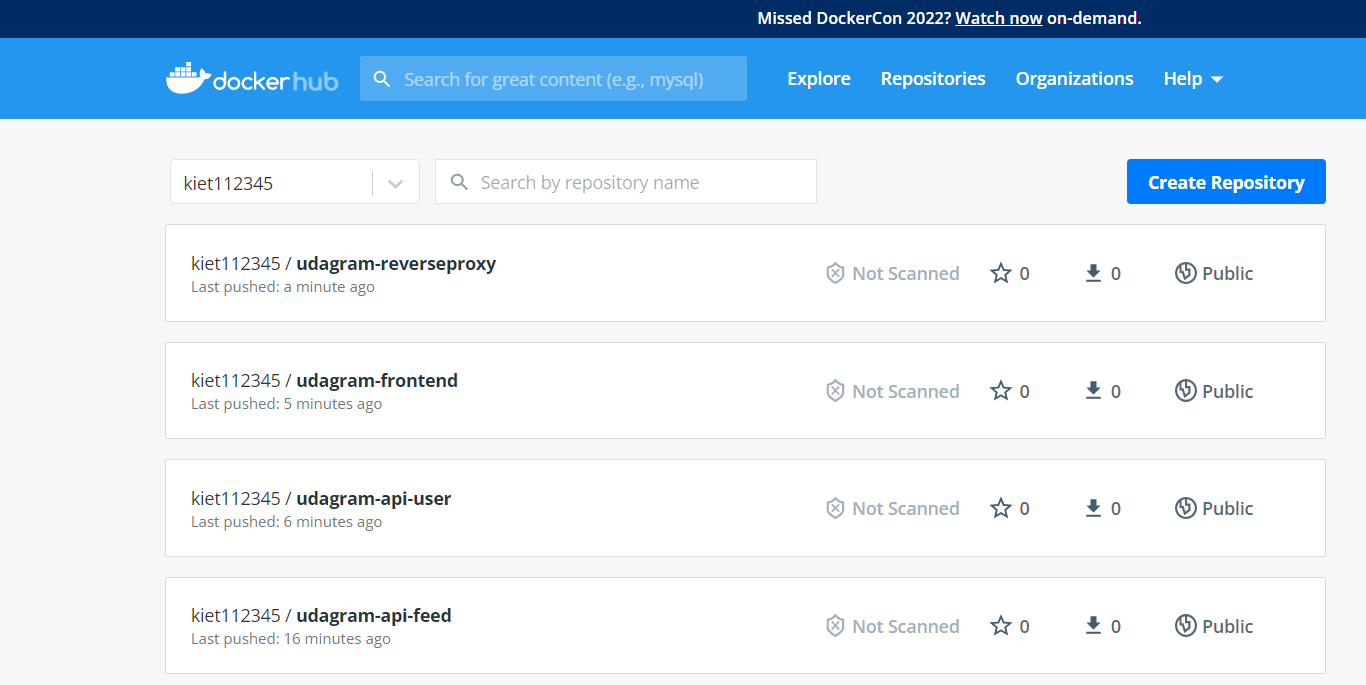 Missed DockerCon 2022? Watch now on-demand.
dockerhub Search for great content (e.g., mysql) Explore Repositories Organizations Help
kiet112345 Search by repository name Create Repository
kiet112345 / udagram-reverseproxy
Last pushed: a minute ago
Not Scanned 0 0 Public
kiet112345 / udagram-frontend
Last pushed: 5 minutes ago
Not Scanned 0 0 Public
kiet112345 / udagram-api-user
Last pushed: 6 minutes ago
Not Scanned 0 0 Public
kiet112345 / udagram-api-feed
Last pushed: 16 minutes ago
Not Scanned 0 0 Public